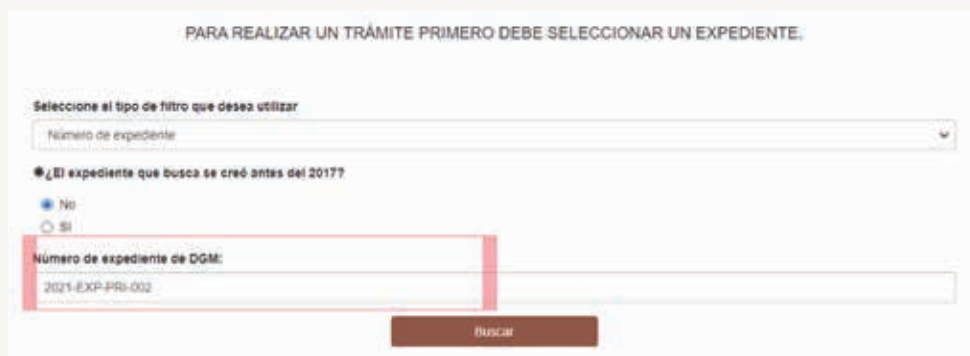 PARA REALIZAR UN TRÁMITE PRIMERO DEBE SELECCIONAR UN EXPEDIENTE.
Seleccione el tipo de filtro que desea utilizar
Número de expediente
¿El expediente que busca se creó antes del 2017?
No
Si
Número de expediente de DGM:
2021-EXP-PRI-002
Buscar